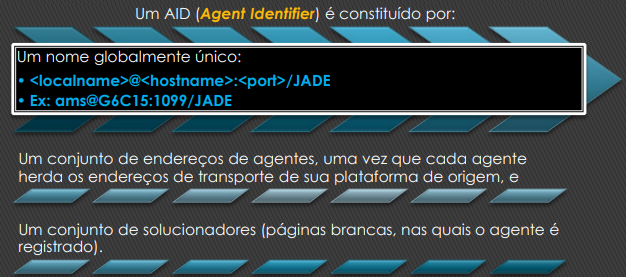 Um AID (Agent Identifier) é constituído por:
Um nome globalmente único:
• <localname>@<hostname>:<port>/JADE
• Ex: ams@G6C15:1099/JADE
Um conjunto de endereços de agentes, uma vez que cada agente
herda os endereços de transporte de sua plataforma de origem, e
Um conjunto de solucionadores (páginas brancas, nas quais o agente é
registrado).